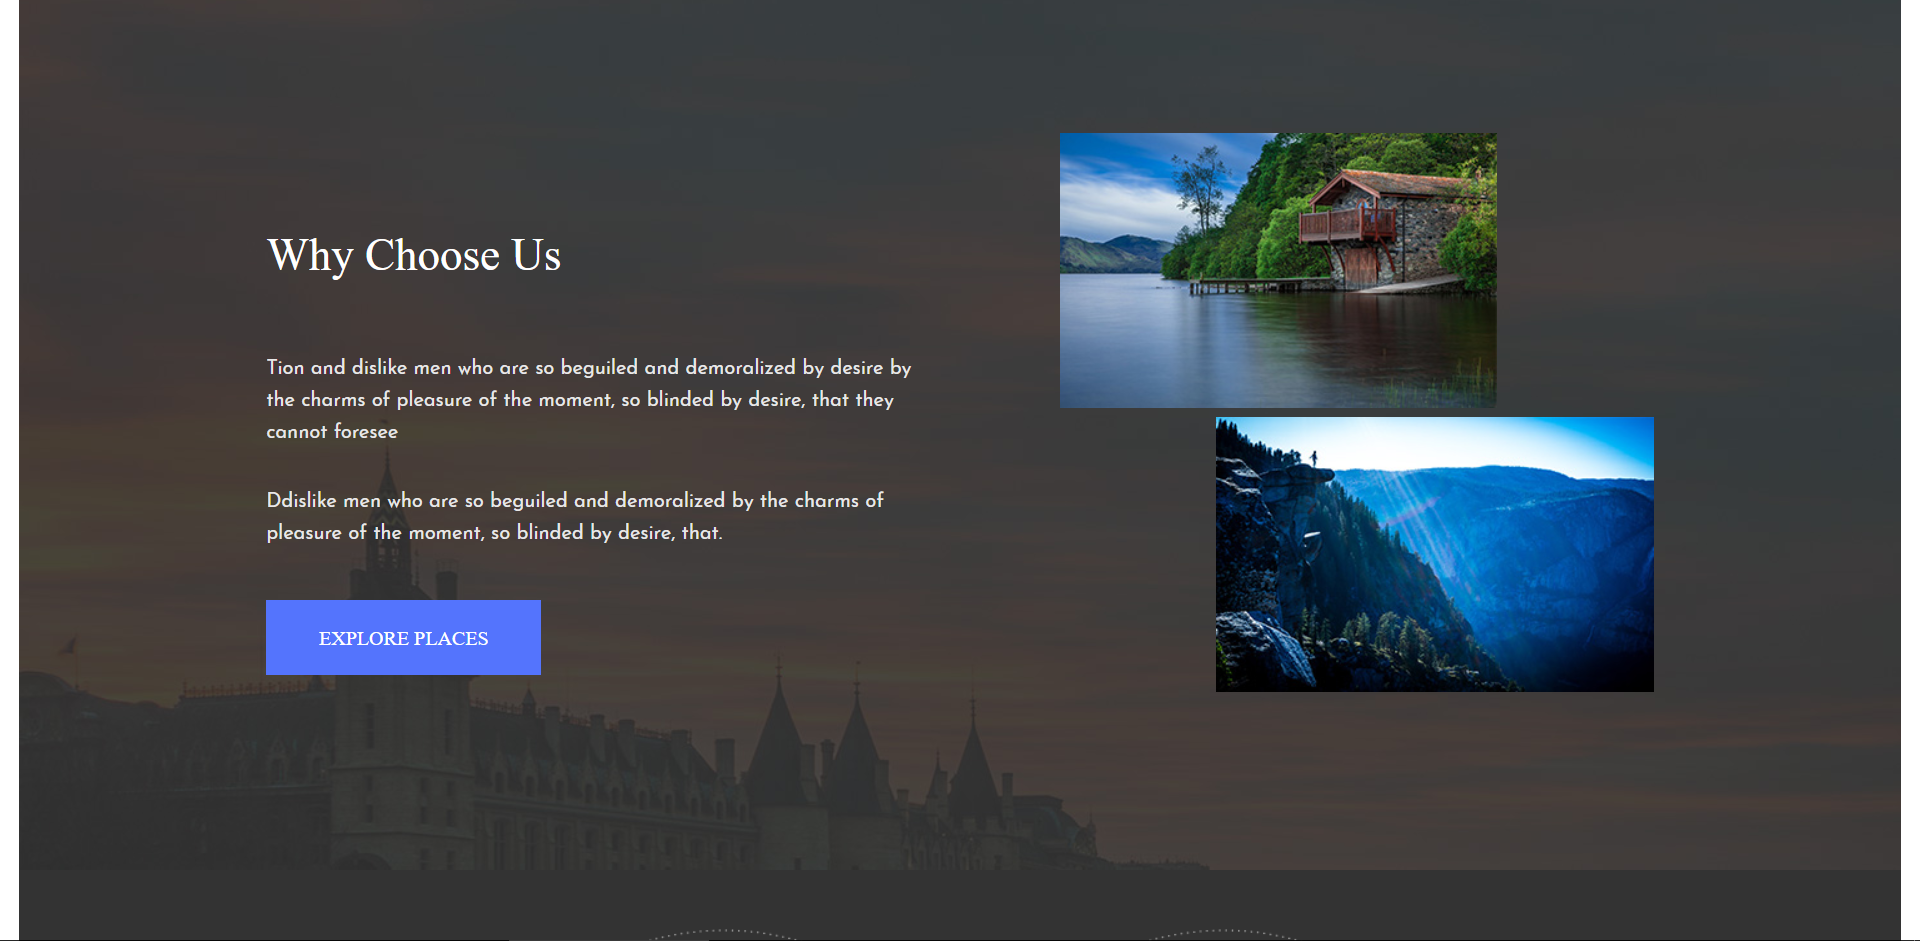 Why Choose Us
Tion and dislike men who are so beguiled and demoralized by desire by
the charms of pleasure of the moment, so blinded by desire, that they
cannot foresee
Ddislike men who are so beguiled and demoralized by the charms of
pleasure of the moment, so blinded by desire, that.
EXPLORE PLACES